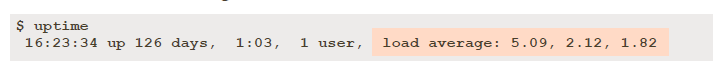 $ uptime
16:23:34 up 126 days,  1:03,  1 user,  load average: 5.09, 2.12, 1.82